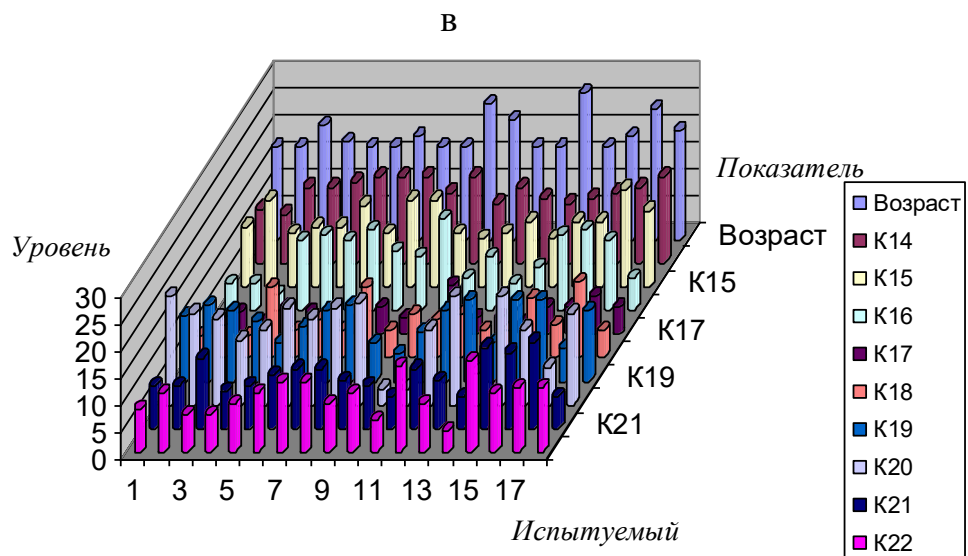 В
Показатель
Возраст
К15
К17
К19
К21
Уровень
30
25
20
15
10
5
0
1 3 5 7 9 11 13 15 17
Испытуемый
Возраст
К14
К15
К16
К17
К18
К19
К20
К21
К22